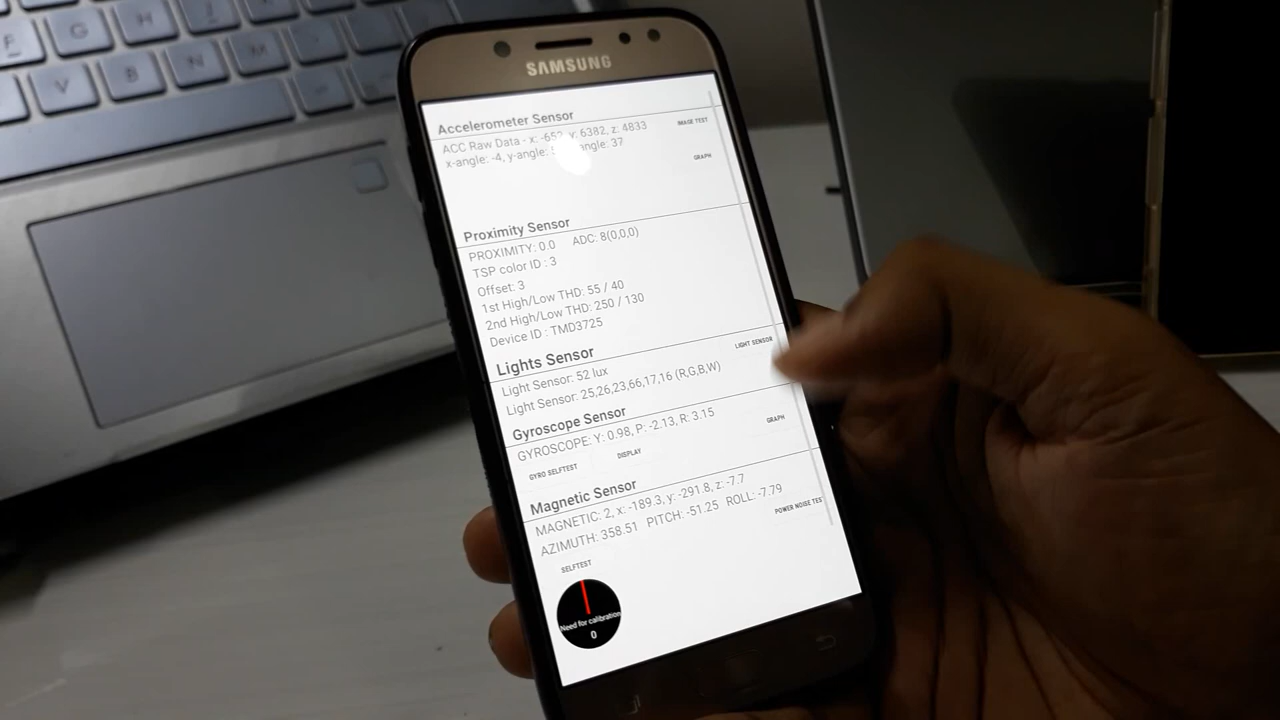 F
G
H
J
V
B
N
M
SAMSUNG
Accelerometer Sensor
ACC Raw Data - x: -652, y: 6382, z: 4833
IMAGE TEST
x-angle: -4, y-angle: angle: 37
GRAPH
Proximity Sensor
PROXIMITY: 0.0 ADC: 8(0,0,0)
TSP color ID : 3
Offset: 3
1st High/Low THD: 55 / 40
2nd High/Low THD: 250 / 130
Device ID : TMD3725
Lights Sensor
LIGHT SENSOR
Light Sensor: 52 lux
Light Sensor: 25,26,23,66,17,16 (R,G,B,W)
Gyroscope Sensor
GYROSCOPE: Y: 0.98, P: -2.13, R: 3.15
GRAPH
GYRO SELFTEST DISPLAY
Magnetic Sensor
MAGNETIC: 2, x: -189.3, y: -291.8, z: -7.7
AZIMUTH: 358.51 PITCH: -51.25 ROLL: -7.79
POWER NOISE TEST
SELFTEST
Need for calibration
0